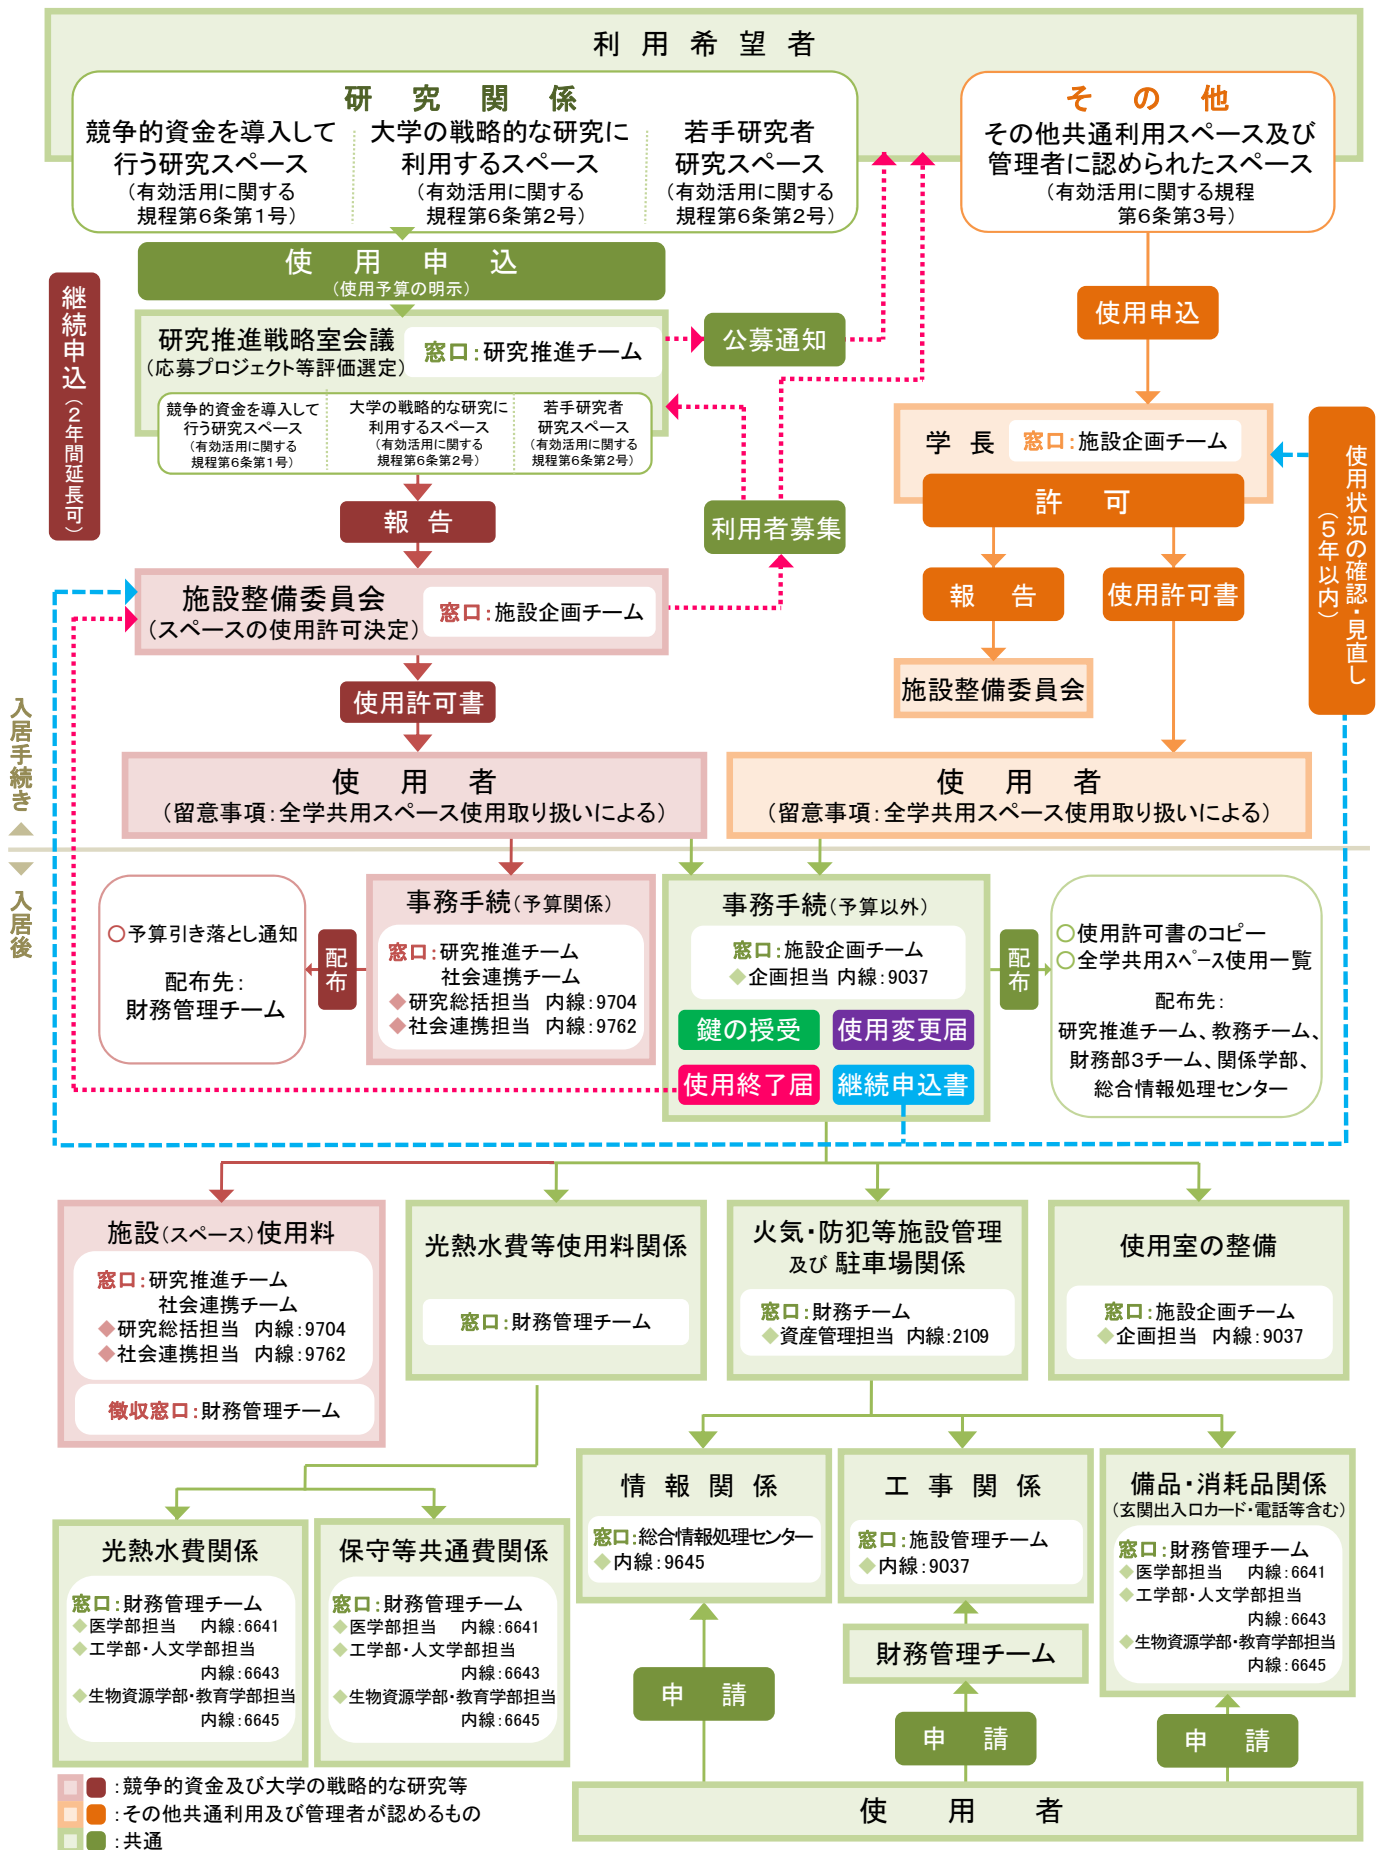 利用希望者
研究関係
競争的資金を導入して
行う研究スペース
（有効活用に関する
規程第6条第1号）
大学の戦略的な研究に
利用するスペース
（有効活用に関する
規程第6条第2号）
若手研究者
研究スペース
（有効活用に関する
規程第6条第2号）
その他
その他共通利用スペース及び
管理者に認められたスペース
（有効活用に関する規程
第6条第3号）
使用申込
（使用予算の明示）
継続申込（2年間延長可）
研究推進戦略室会議
（応募プロジェクト等評価選定）
窓口：研究推進チーム
競争的資金を導入して
行う研究スペース
（有効活用に関する
規程第6条第1号）
大学の戦略的な研究に
利用するスペース
（有効活用に関する
規程第6条第2号）
若手研究者
研究スペース
（有効活用に関する
規程第6条第2号）
公募通知
使用申込
学長
窓口：施設企画チーム
許可
使用状況の確認・見直し
（5年以内）
報告
利用者募集
報告
使用許可書
施設整備委員会
（スペースの使用許可決定）
窓口：施設企画チーム
施設整備委員会
使用許可書
入居手続き
使用者
（留意事項：全学共用スペース使用取り扱いによる）
使用者
（留意事項：全学共用スペース使用取り扱いによる）
入居後
○予算引き落とし通知
配布先：
財務管理チーム
配布
事務手続（予算関係）
窓口：研究推進チーム
社会連携チーム
◆研究総括担当 内線：9704
◆社会連携担当 内線：9762
事務手続（予算以外）
窓口：施設企画チーム
◆企画担当 内線：9037
鍵の授受
使用変更届
使用終了届
継続申込書
配布
○使用許可書のコピー
○全学共用スペース使用一覧
配布先：
研究推進チーム、教務チーム、
財務部3チーム、関係学部、
総合情報処理センター
施設（スペース）使用料
窓口：研究推進チーム
社会連携チーム
◆研究総括担当 内線：9704
◆社会連携担当 内線：9762
徴収窓口：財務管理チーム
光熱水費等使用料関係
窓口：財務管理チーム
火気・防犯等施設管理
及び 駐車場関係
窓口：財務チーム
◆資産管理担当 内線：2109
使用室の整備
窓口：施設企画チーム
◆企画担当 内線：9037
光熱水費関係
窓口：財務管理チーム
◆医学部担当 内線：6641
◆工学部・人文学部担当
内線：6643
◆生物資源学部・教育学部担当
内線：6645
保守等共通費関係
窓口：財務管理チーム
◆医学部担当 内線：6641
◆工学部・人文学部担当
内線：6643
◆生物資源学部・教育学部担当
内線：6645
情報関係
窓口：総合情報処理センター
◆内線：9645
工事関係
窓口：施設管理チーム
◆内線：9037
財務管理チーム
備品・消耗品関係
（玄関出入口カード・電話等含む）
窓口：財務管理チーム
◆医学部担当 内線：6641
◆工学部・人文学部担当
内線：6643
◆生物資源学部・教育学部担当
内線：6645
申請
申請
申請
使用者
：競争的資金及び大学の戦略的な研究等
：その他共通利用及び管理者が認めるもの
：共通